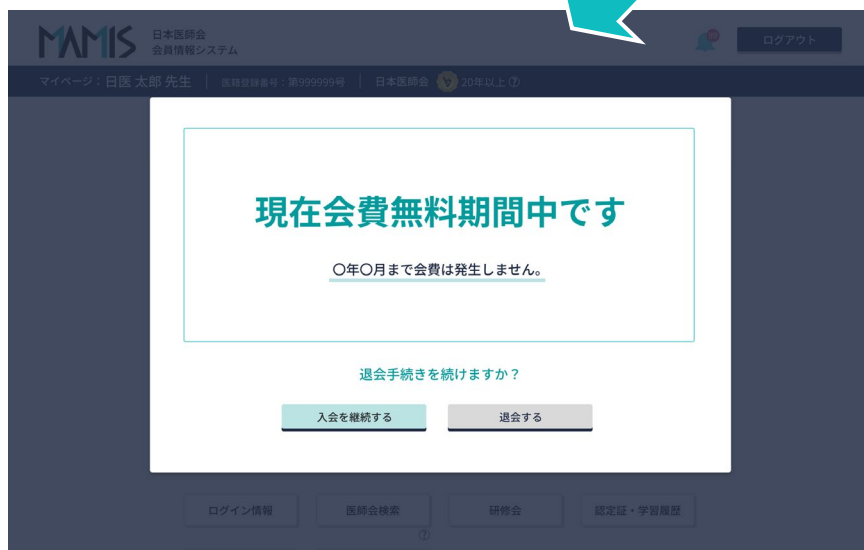 MAMIS 日本医師会
会員情報システム
ログアウト
マイページ：日医 太郎 先生 医籍登録番号：第999999号 日本医師会 20年以上
現在会費無料期間中です
〇年〇月まで会費は発生しません。
退会手続きを続けますか？
入会を継続する
退会する
ログイン情報
医師会検索
研修会
認定証・学習履歴